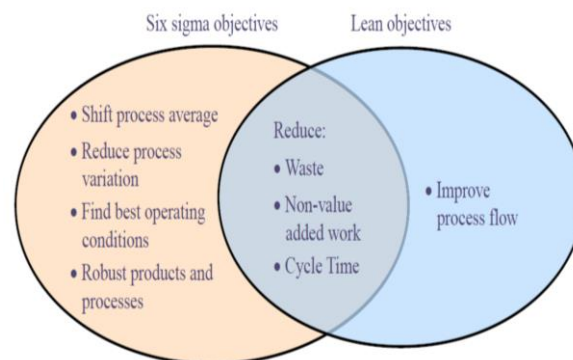 Six sigma objectives
Lean objectives
• Shift process average
• Reduce process
variation
• Find best operating
conditions
• Robust products and
processes
Reduce:
• Waste
• Non-value
added work
• Cycle Time
• Improve
process flow